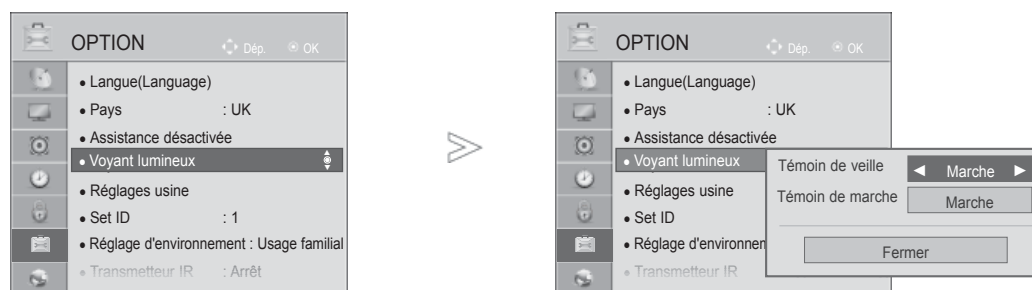 OPTION Dép. OK
• Langue(Language)
• Pays : UK
• Assistance désactivée
• Voyant lumineux
• Réglages usine
• Set ID : 1
• Réglage d'environnement : Usage familial
• Transmetteur IR : Arrêt
OPTION Dép. OK
• Langue(Language)
• Pays : UK
• Assistance désactivée
• Voyant lumineux
• Réglages usine
• Set ID
• Réglage d'environnem
• Transmetteur IR
Témoin de veille ◀ Marche ▶
Témoin de marche Marche
Fermer